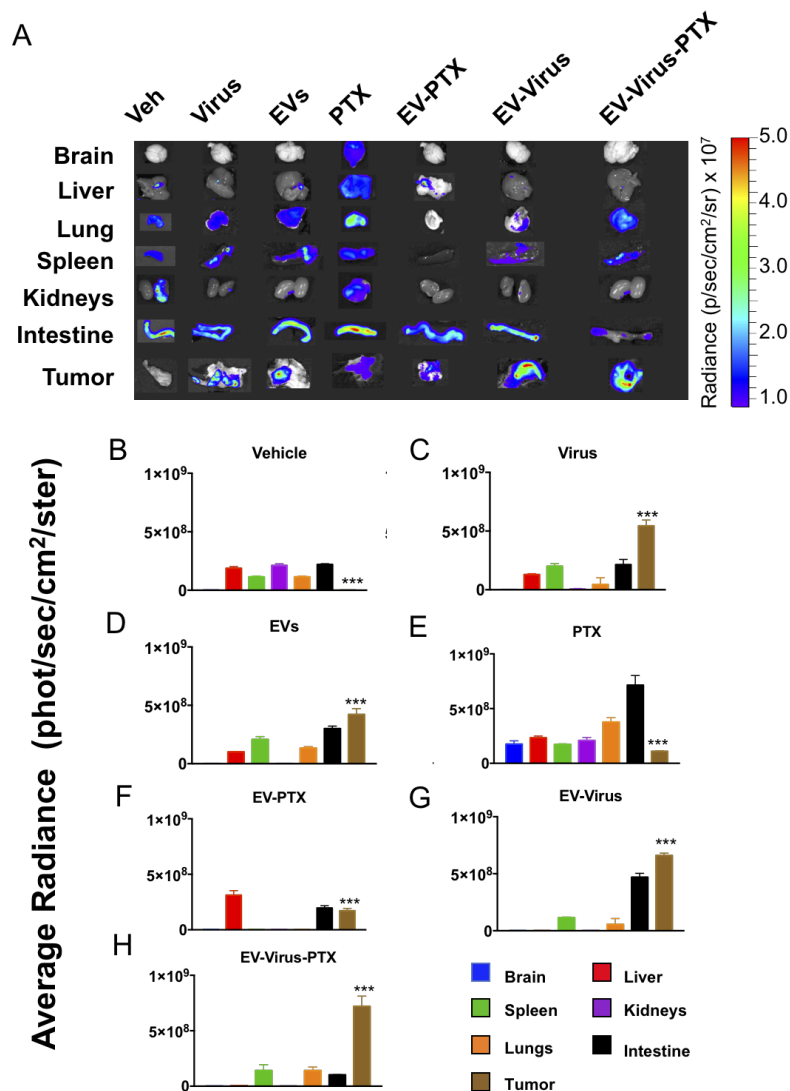 A
Veh Virus EVs PTX EV-PTX EV-Virus EV-Virus-PTX
Brain
Liver
Lung
Spleen
Kidneys
Intestine
Tumor
5.0
4.0
3.0
2.0
1.0
Radiance (p/sec/cm²/sr) x 10⁷
Average Radiance (phot/sec/cm²/ster)
B
Vehicle
1×10⁹
5×10⁸
0
***
C
Virus
1×10⁹
5×10⁸
0
***
D
EVs
1×10⁹
5×10⁸
0
***
E
PTX
1×10⁹
5×10⁸
0
***
F
EV-PTX
1×10⁹
5×10⁸
0
***
G
EV-Virus
1×10⁹
5×10⁸
0
***
H
EV-Virus-PTX
1×10⁹
5×10⁸
0
***
Brain Liver
Spleen Kidneys
Lungs Intestine
Tumor